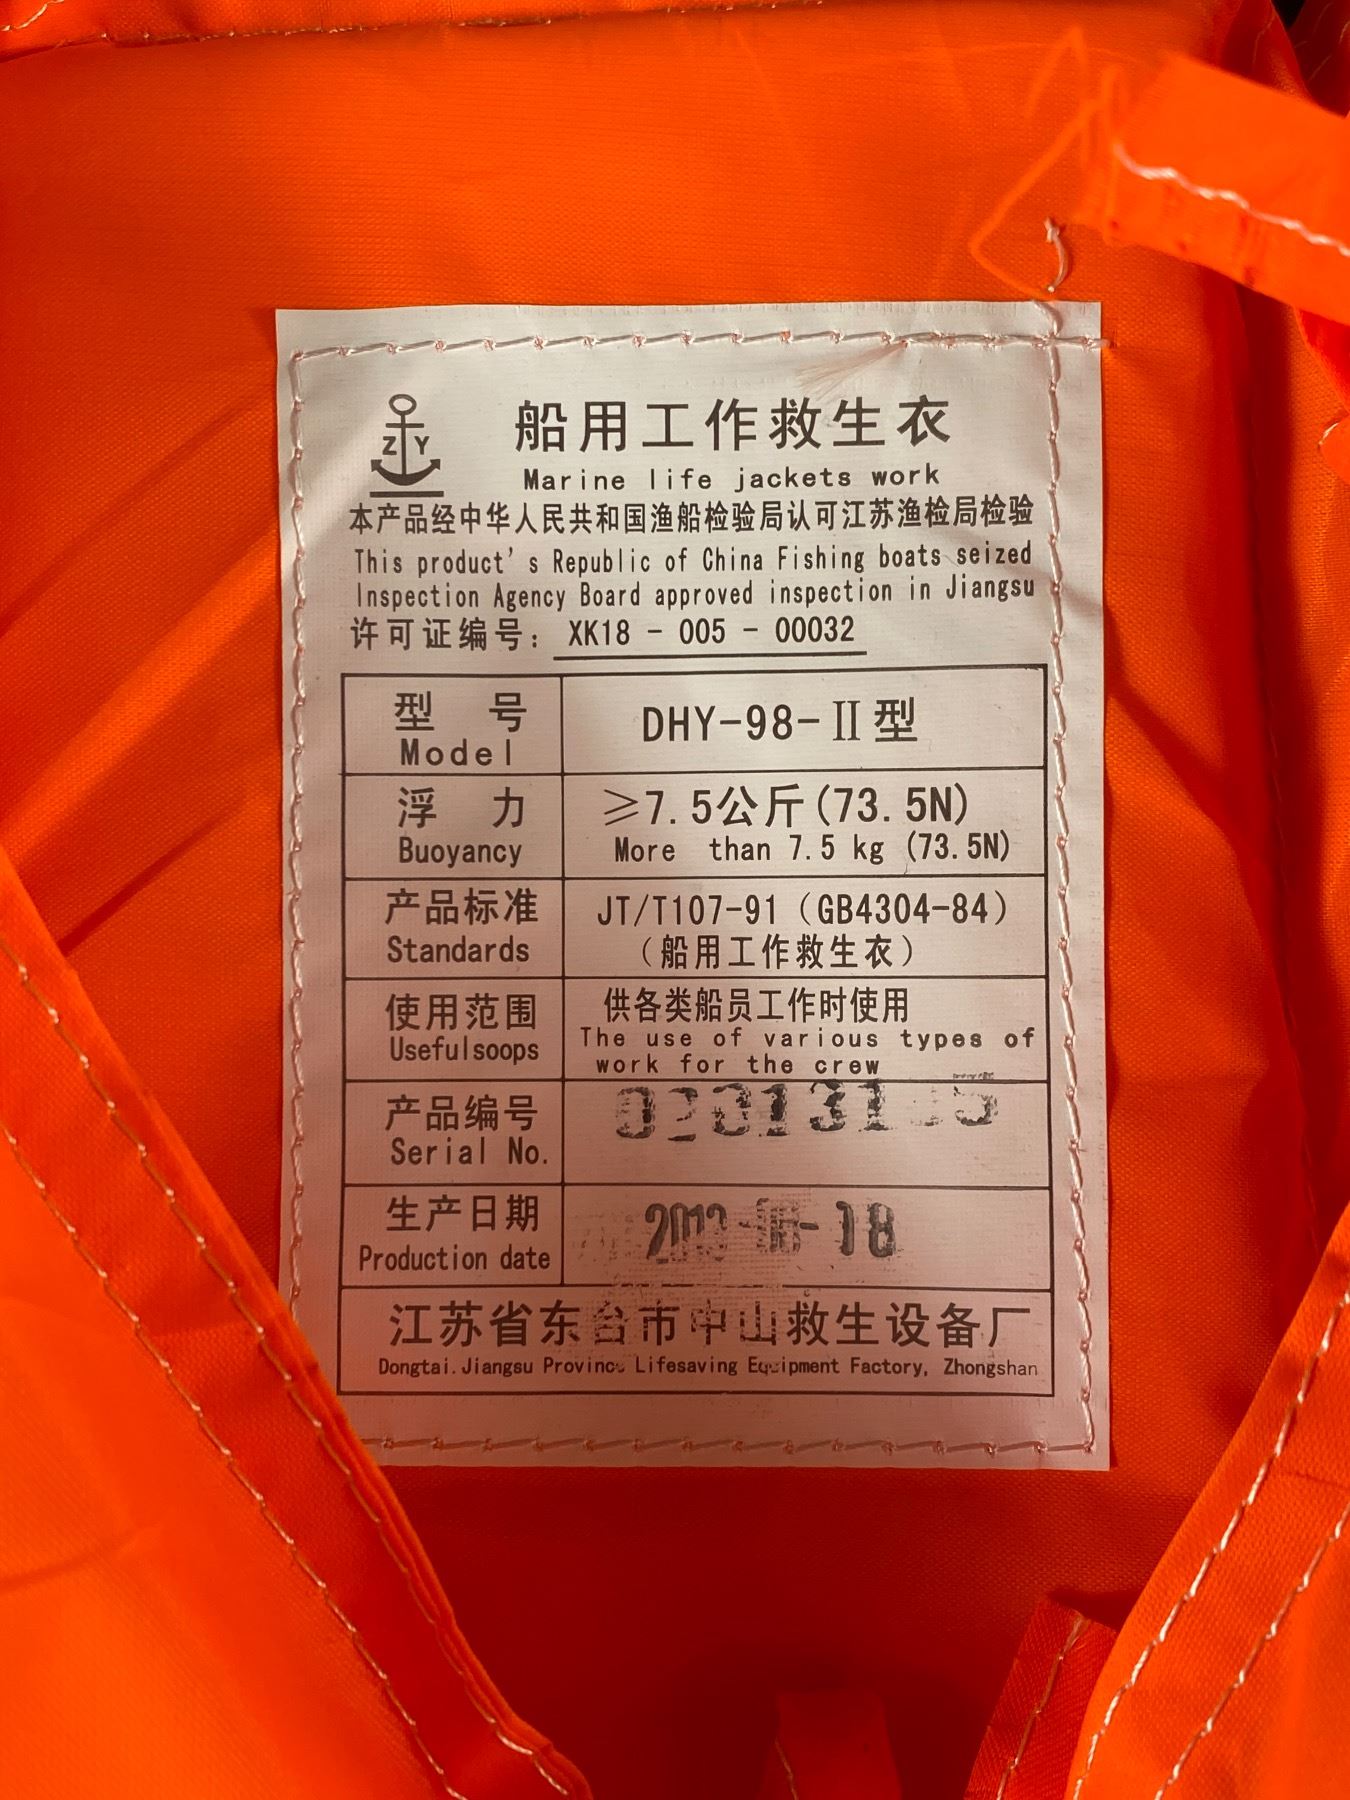 Z Y
船用工作救生衣
Marine life jackets work
本产品经中华人民共和国渔船检验局认可江苏渔检局检验
This product's Republic of China Fishing boats seized
Inspection Agency Board approved inspection in Jiangsu
许可证编号: XK18 - 005 - 00032
型 号 DHY-98-Ⅱ型
Model
浮 力 ≥7.5公斤(73.5N)
Buoyancy More than 7.5 kg (73.5N)
产品标准 JT/T107-91 (GB4304-84)
Standards (船用工作救生衣)
使用范围 供各类船员工作时使用
Usefulsoops The use of various types of
work for the crew
产品编号
Serial No.
生产日期
Production date
江苏省东台市中山救生设备厂
Dongtai.Jiangsu Province Lifesaving Equipment Factory, Zhongshan